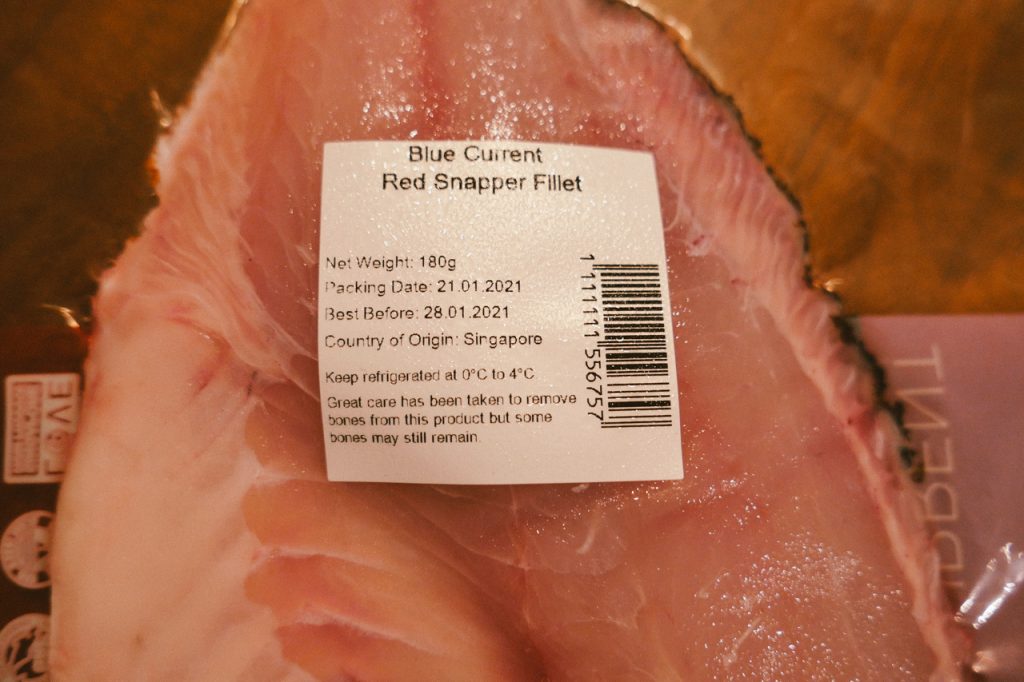 Blue Current
Red Snapper Fillet
Net Weight: 180g
Packing Date: 21.01.2021
Best Before: 28.01.2021
Country of Origin: Singapore
Keep refrigerated at 0°C to 4°C
Great care has been taken to remove
bones from this product but some
bones may still remain.
1 111111 556757